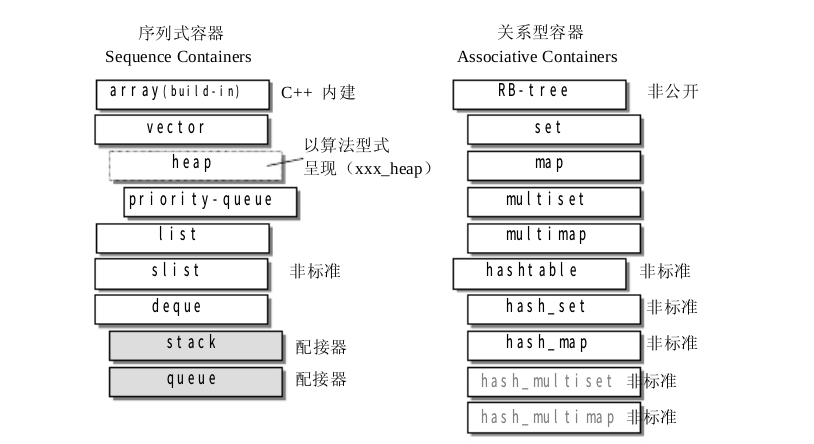 序列式容器
Sequence Containers
array(build-in)
C++ 内建
vector
heap
以算法型式
呈现（xxx_heap）
priority-queue
list
slist
非标准
deque
stack
配接器
queue
配接器
关系型容器
Associative Containers
RB-tree
非公开
set
map
multiset
multimap
hashtable
非标准
hash_set
非标准
hash_map
非标准
hash_multiset
非标准
hash_multimap
非标准